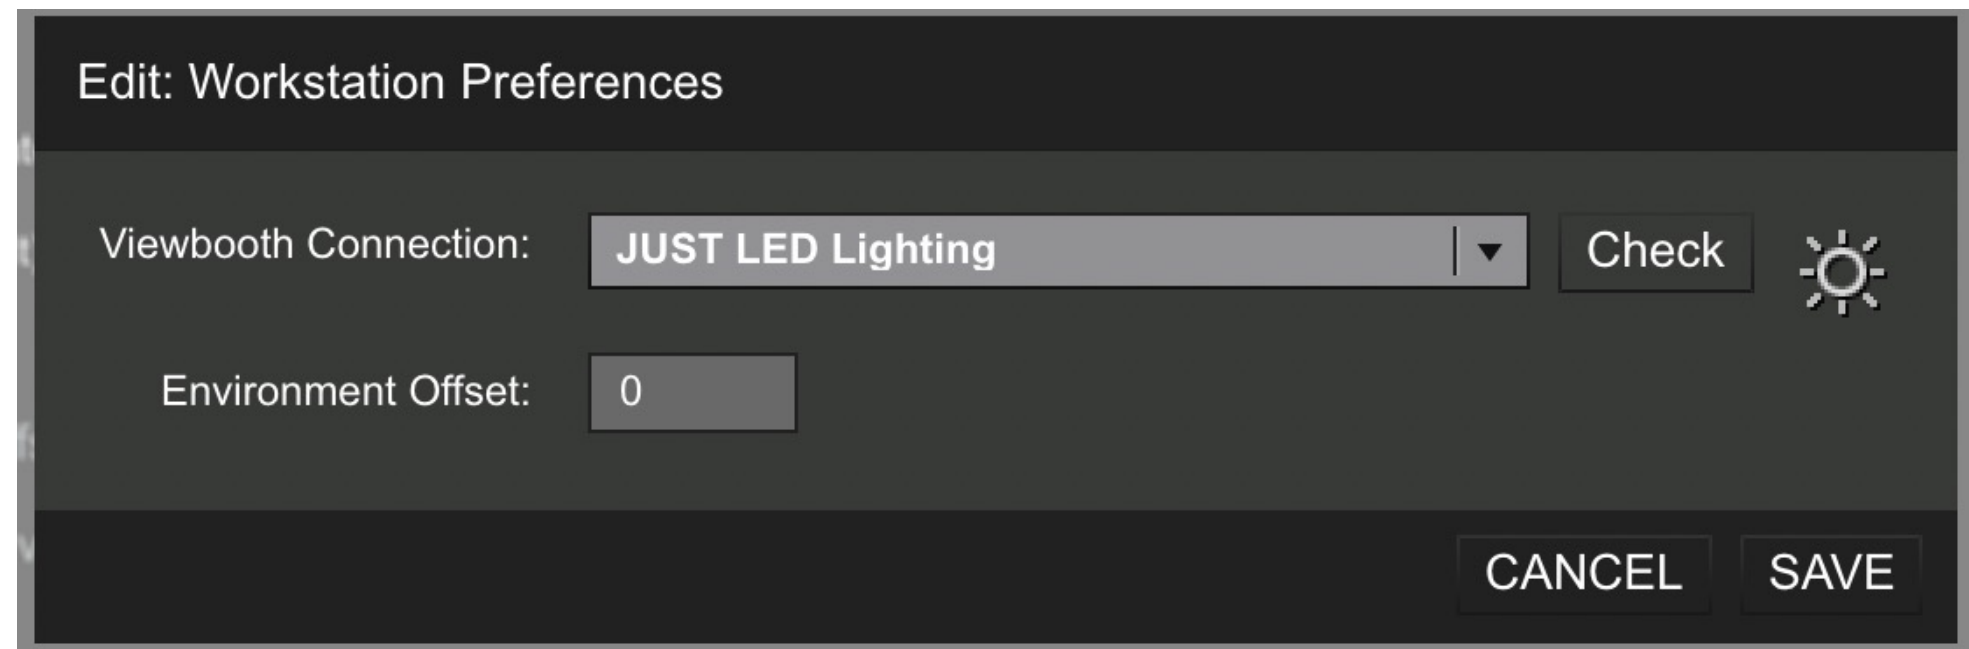 Edit: Workstation Preferences
Viewbooth Connection: JUST LED Lighting Check
Environment Offset: 0
CANCEL SAVE